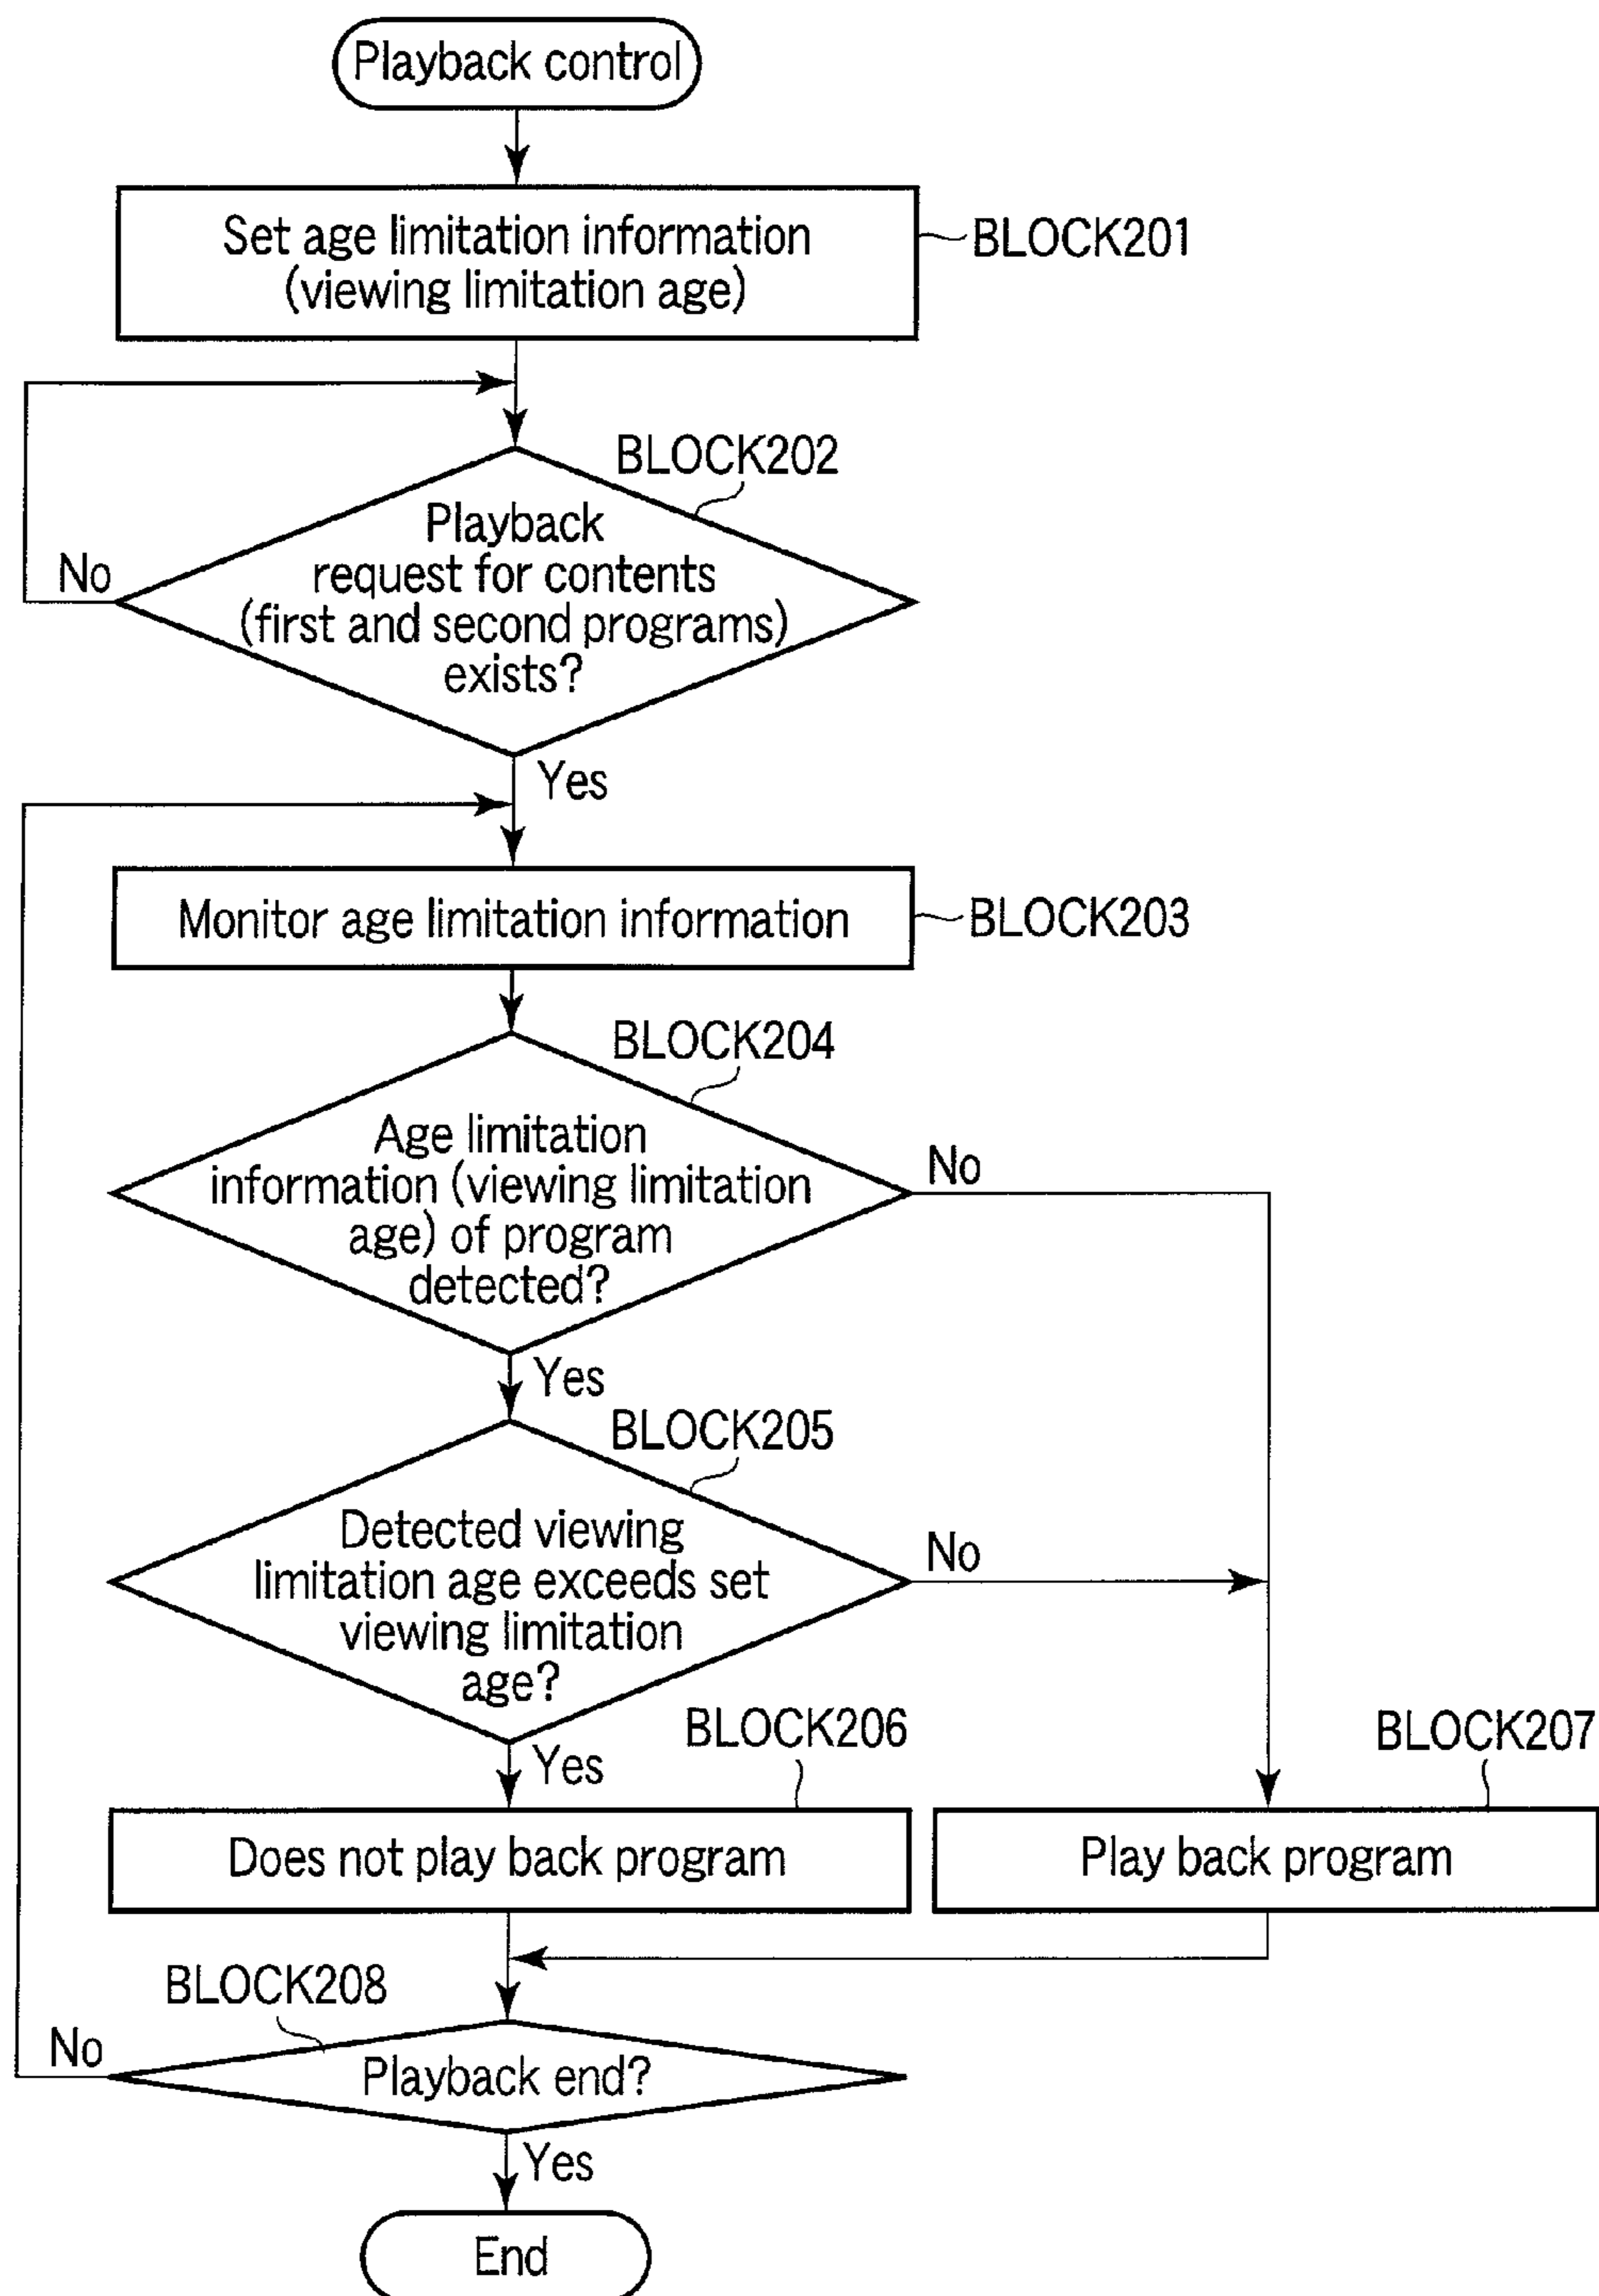 Playback control
Set age limitation information
(viewing limitation age)
BLOCK201
BLOCK202
Playback
request for contents
(first and second programs)
exists?
No
Yes
Monitor age limitation information
BLOCK203
BLOCK204
Age limitation
information (viewing limitation
age) of program
detected?
No
Yes
BLOCK205
Detected viewing
limitation age exceeds set
viewing limitation
age?
No
Yes
BLOCK206
Does not play back program
BLOCK207
Play back program
BLOCK208
Playback end?
No
Yes
End